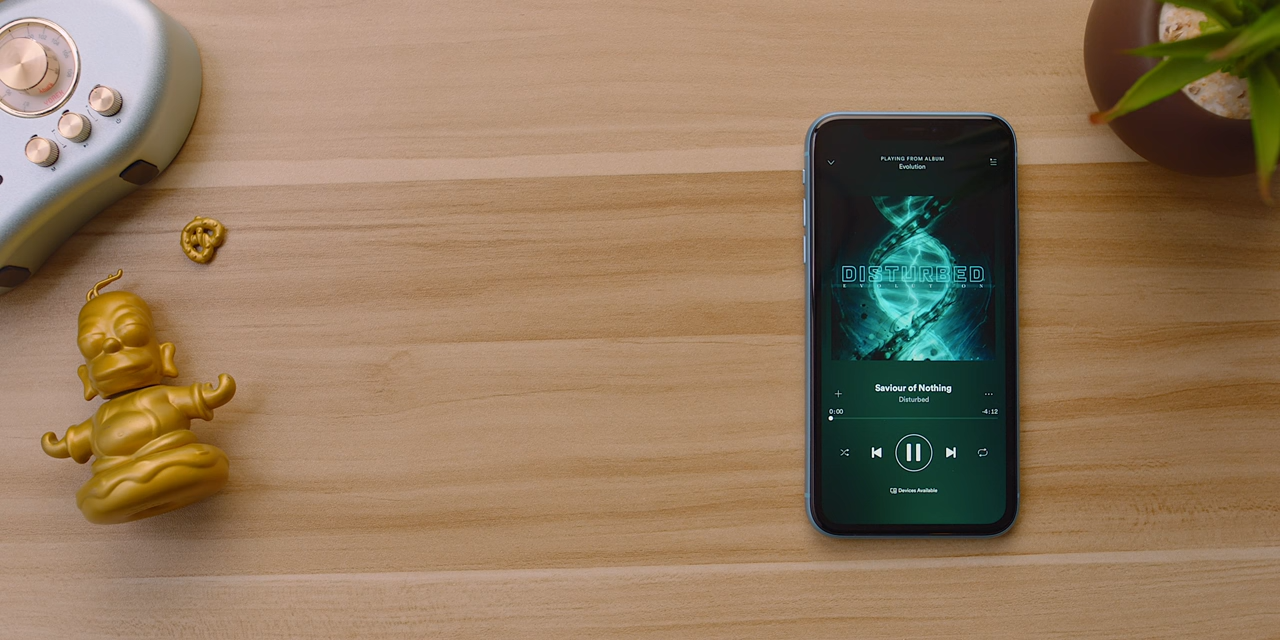 PLAYING FROM ALBUM
Evolution
DISTURBED
EVOLUTION
Saviour of Nothing
Disturbed
0:00
-4:12
Devices Available